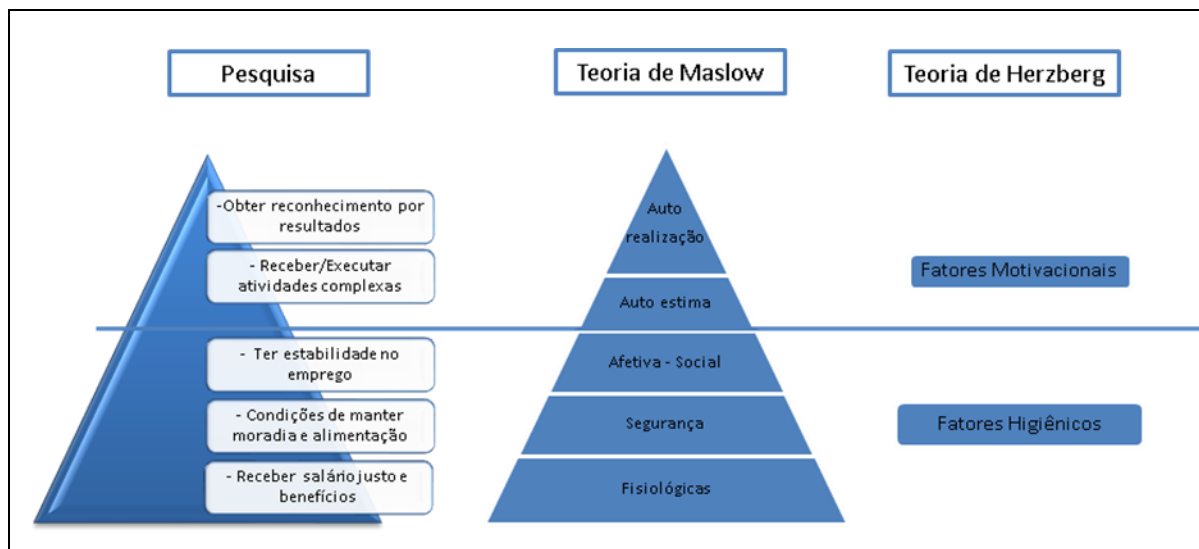 Pesquisa
Teoria de Maslow
Teoria de Herzberg
-Obter reconhecimento por
resultados
- Receber/Executar
atividades complexas
- Ter estabilidade no
emprego
- Condições de manter
moradia e alimentação
- Receber salário justo e
benefícios
Auto
realização
Auto estima
Afetiva - Social
Segurança
Fisiológicas
Fatores Motivacionais
Fatores Higiênicos